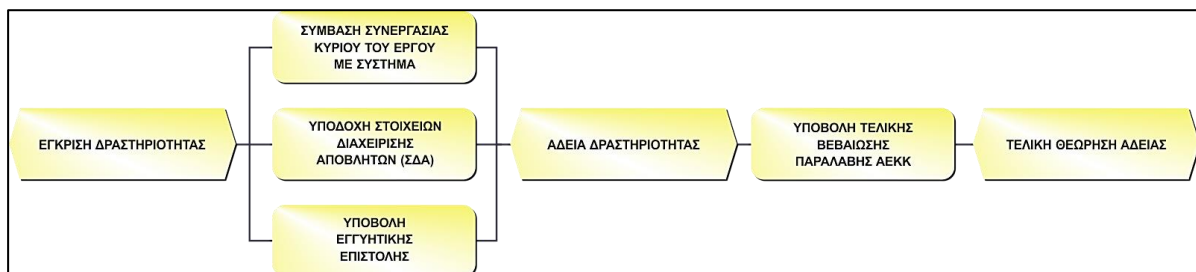 ΕΓΚΡΙΣΗ ΔΡΑΣΤΗΡΙΟΤΗΤΑΣ
ΣΥΜΒΑΣΗ ΣΥΝΕΡΓΑΣΙΑΣ
ΚΥΡΙΟΥ ΤΟΥ ΕΡΓΟΥ
ΜΕ ΣΥΣΤΗΜΑ
ΥΠΟΔΟΧΗ ΣΤΟΙΧΕΙΩΝ
ΔΙΑΧΕΙΡΙΣΗΣ
ΑΠΟΒΛΗΤΩΝ (ΣΔΑ)
ΥΠΟΒΟΛΗ
ΕΓΓΥΗΤΙΚΗΣ
ΕΠΙΣΤΟΛΗΣ
ΑΔΕΙΑ ΔΡΑΣΤΗΡΙΟΤΗΤΑΣ
ΥΠΟΒΟΛΗ ΤΕΛΙΚΗΣ
ΒΕΒΑΙΩΣΗΣ
ΠΑΡΑΛΑΒΗΣ ΑΕΚΚ
ΤΕΛΙΚΗ ΘΕΩΡΗΣΗ ΑΔΕΙΑΣ